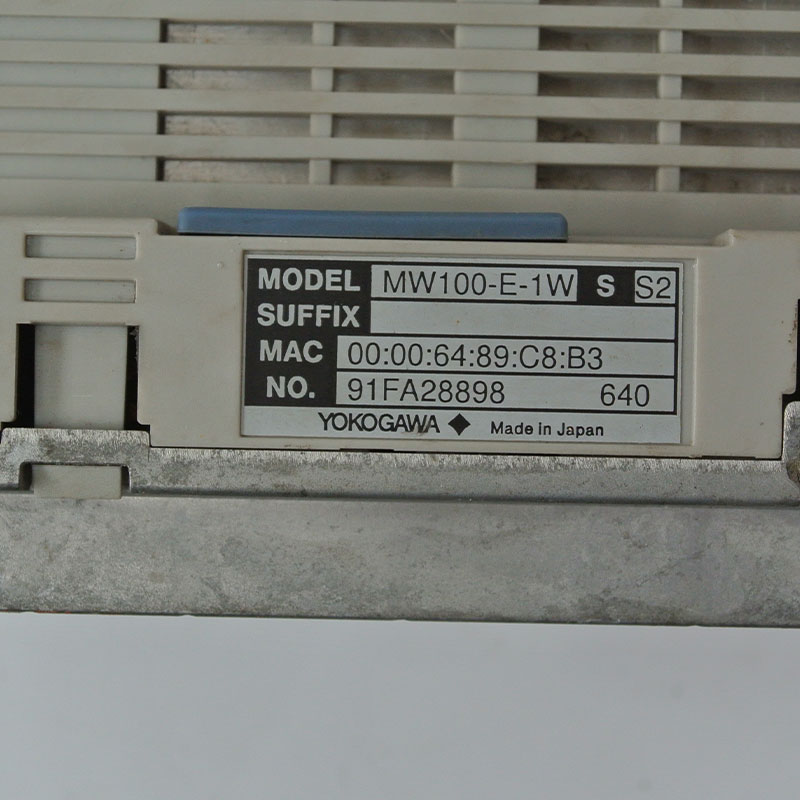 MODEL MW100-E-1W S S2
SUFFIX
MAC 00:00:64:89:C8:B3
NO. 91FA28898 640
YOKOGAWA ◆ Made in Japan